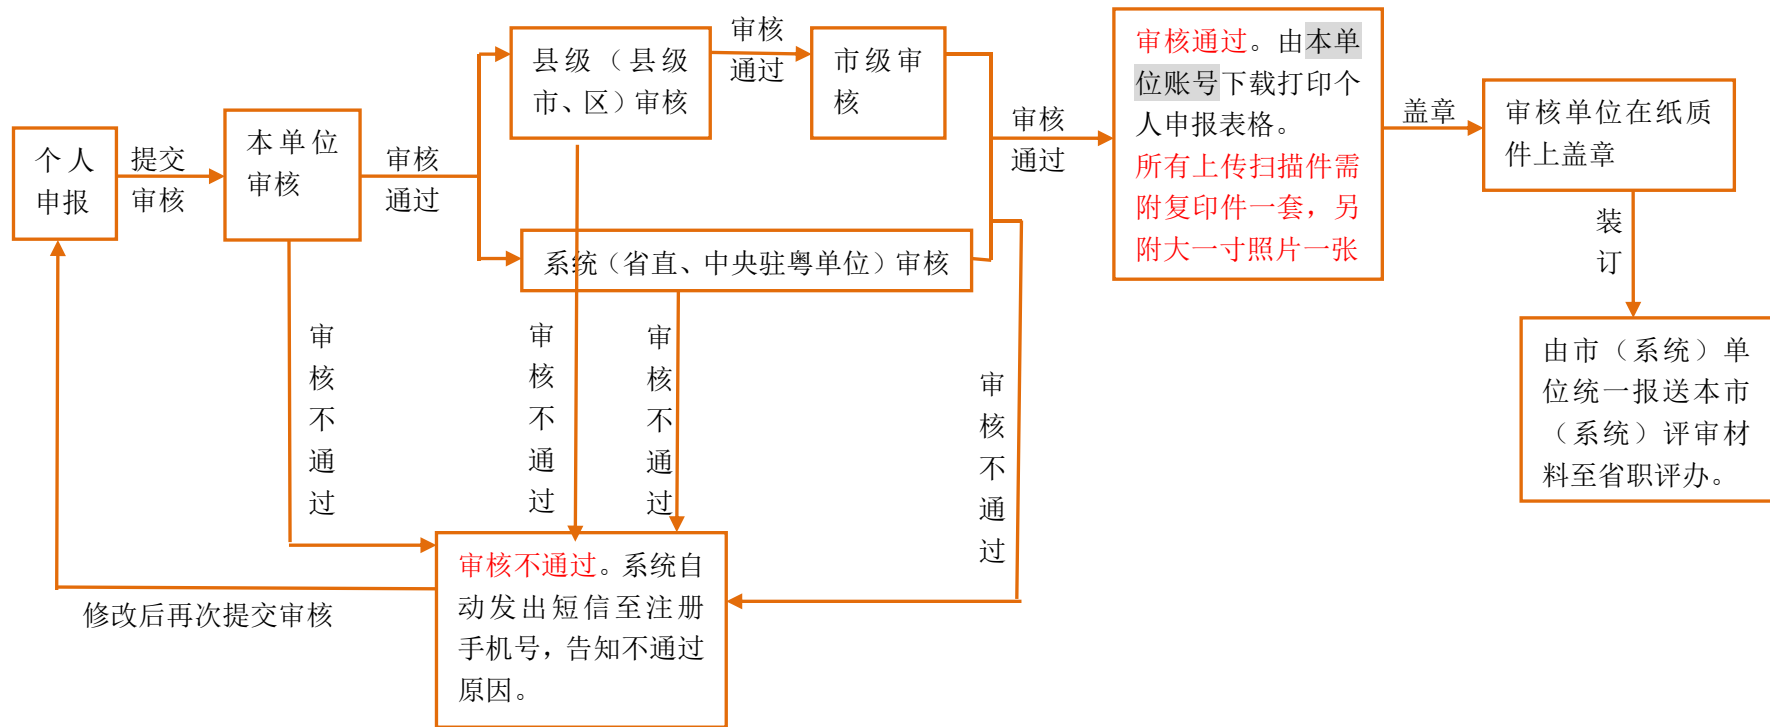 个人
申报
提交
审核
本单位
审核
审核
通过
县级（县级
市、区）审核
审核
通过
市级审
核
系统（省直、中央驻粤单位）审核
审核
通过
审核通过。由本单
位账号下载打印个
人申报表格。
所有上传扫描件需
附复印件一套，另
附大一寸照片一张
盖章
审核单位在纸质
件上盖章
装
订
由市（系统）单
位统一报送本市
（系统）评审材
料至省职评办。
审
核
不
通
过
审
核
不
通
过
审
核
不
通
过
审
核
不
通
过
审核不通过。系统自
动发出短信至注册
手机号，告知不通过
原因。
修改后再次提交审核